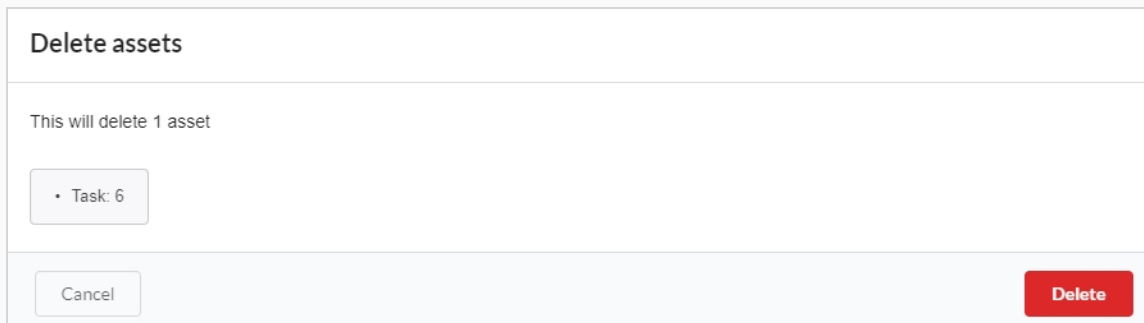 Delete assets
This will delete 1 asset
• Task: 6
Cancel
Delete